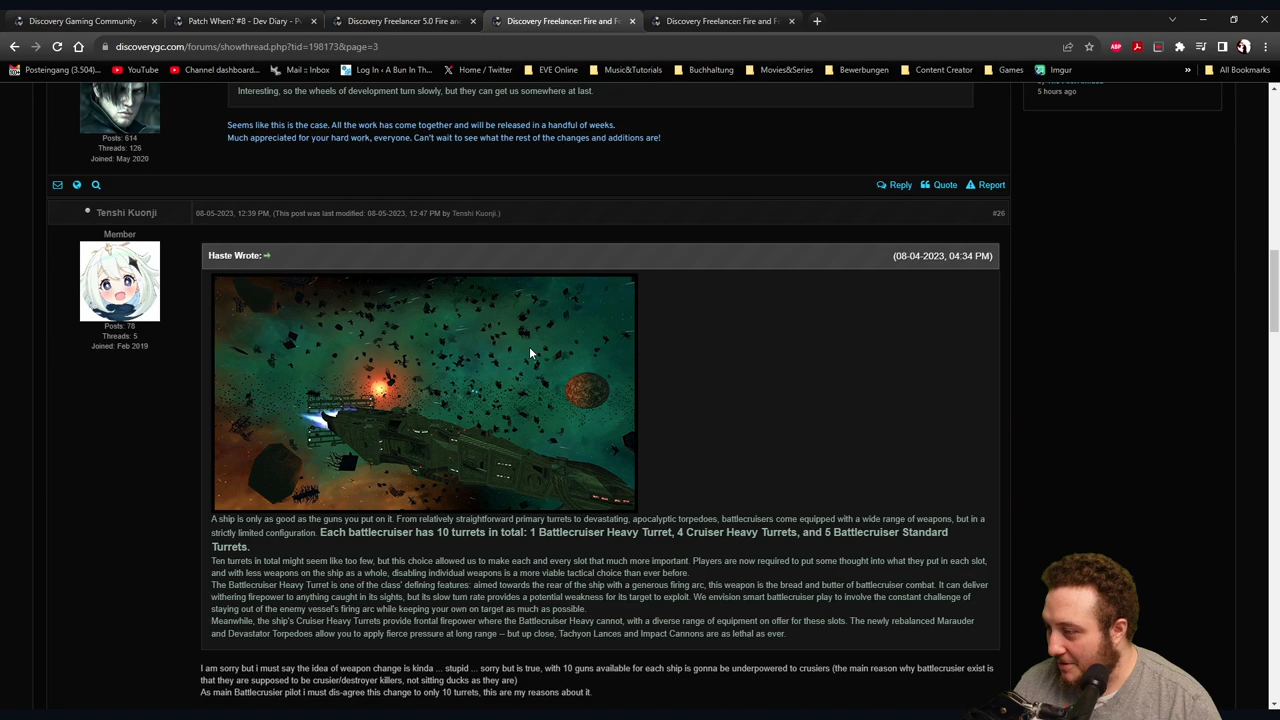 Discovery Gaming Community -
Patch When? #8 - Dev Diary - P
Discovery Freelancer 5.0 Fire and
Discovery Freelancer: Fire and F
Discovery Freelancer: Fire and F
discoverygc.com/forums/showthread.php?tid=198173&page=3
Posteingang (3.504)...
YouTube
Channel dashboard...
Mail :: Inbox
Log In ‹ A Bun In Th...
Home / Twitter
EVE Online
Music&Tutorials
Buchhaltung
Movies&Series
Bewerbungen
Content Creator
Games
Imgur
All Bookmarks
Interesting, so the wheels of development turn slowly, but they can get us somewhere at last.
5 hours ago
Seems like this is the case. All the work has come together and will be released in a handful of weeks.
Much appreciated for your hard work, everyone. Can't wait to see what the rest of the changes and additions are!
Posts: 614
Threads: 126
Joined: May 2020
Reply Quote Report
Tenshi Kuonji
08-05-2023, 12:39 PM, (This post was last modified: 08-05-2023, 12:47 PM by Tenshi Kuonji.)
#26
Member
Posts: 78
Threads: 5
Joined: Feb 2019
Haste Wrote:
(08-04-2023, 04:34 PM)
A ship is only as good as the guns you put on it. From relatively straightforward primary turrets to devastating, apocalyptic torpedoes, battlecruisers come equipped with a wide range of weapons, but in a
strictly limited configuration. Each battlecruiser has 10 turrets in total: 1 Battlecruiser Heavy Turret, 4 Cruiser Heavy Turrets, and 5 Battlecruiser Standard
Turrets.
Ten turrets in total might seem like too few, but this choice allowed us to make each and every slot that much more important. Players are now required to put some thought into what they put in each slot,
and with less weapons on the ship as a whole, disabling individual weapons is a more viable tactical choice than ever before.
The Battlecruiser Heavy Turret is one of the class' defining features: aimed towards the rear of the ship with a generous firing arc, this weapon is the bread and butter of battlecruiser combat. It can deliver
withering firepower to anything caught in its sights, but its slow turn rate provides a potential weakness for its target to exploit. We envision smart battlecruiser play to involve the constant challenge of
staying out of the enemy vessel's firing arc while keeping your own on target as much as possible.
Meanwhile, the ship's Cruiser Heavy Turrets provide frontal firepower where the Battlecruiser Heavy cannot, with a diverse range of equipment on offer for these slots. The newly rebalanced Marauder
and Devastator Torpedoes allow you to apply fierce pressure at long range – but up close, Tachyon Lances and Impact Cannons are as lethal as ever.
I am sorry but i must say the idea of weapon change is kinda ... stupid ... sorry but is true, with 10 guns available for each ship is gonna be underpowered to crusiers (the main reason why battlecrusier exist is
that they are supposed to be crusier/destroyer killers, not sitting ducks as they are)
As main Battlecrusier pilot i must dis-agree this change to only 10 turrets, this are my reasons about it.